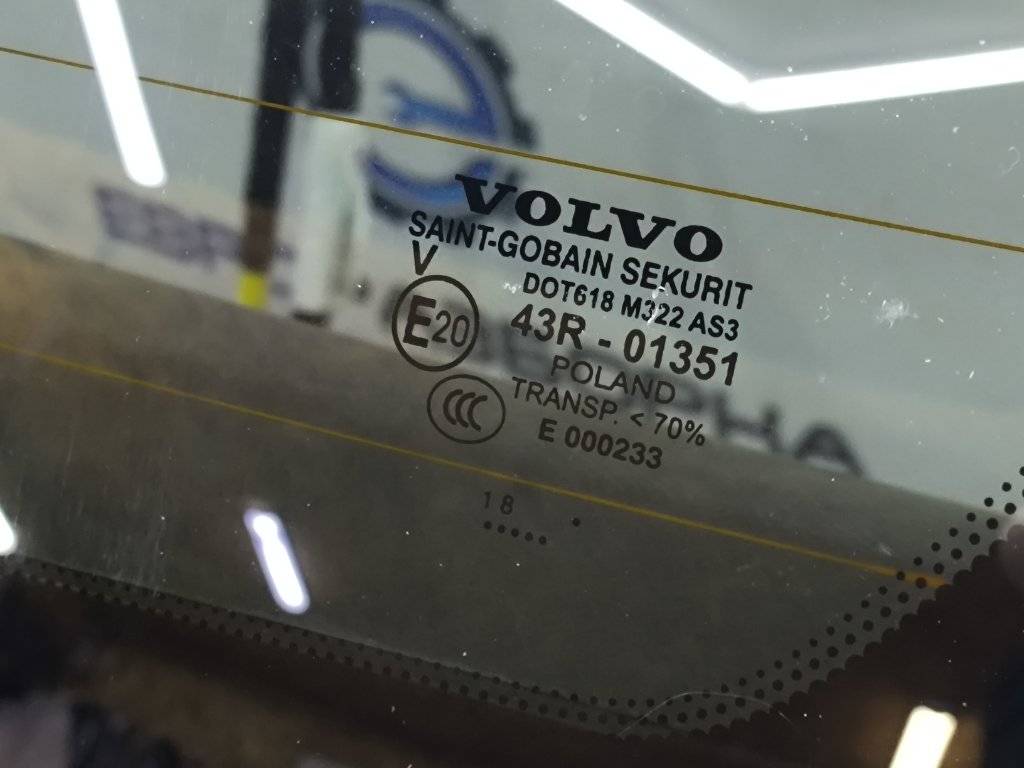 VOLVO
SAINT-GOBAIN SEKURIT
V
DOT618 M322 AS3
E20
43R - 01351
POLAND
CCC
TRANSP. < 70%
E 000233
18